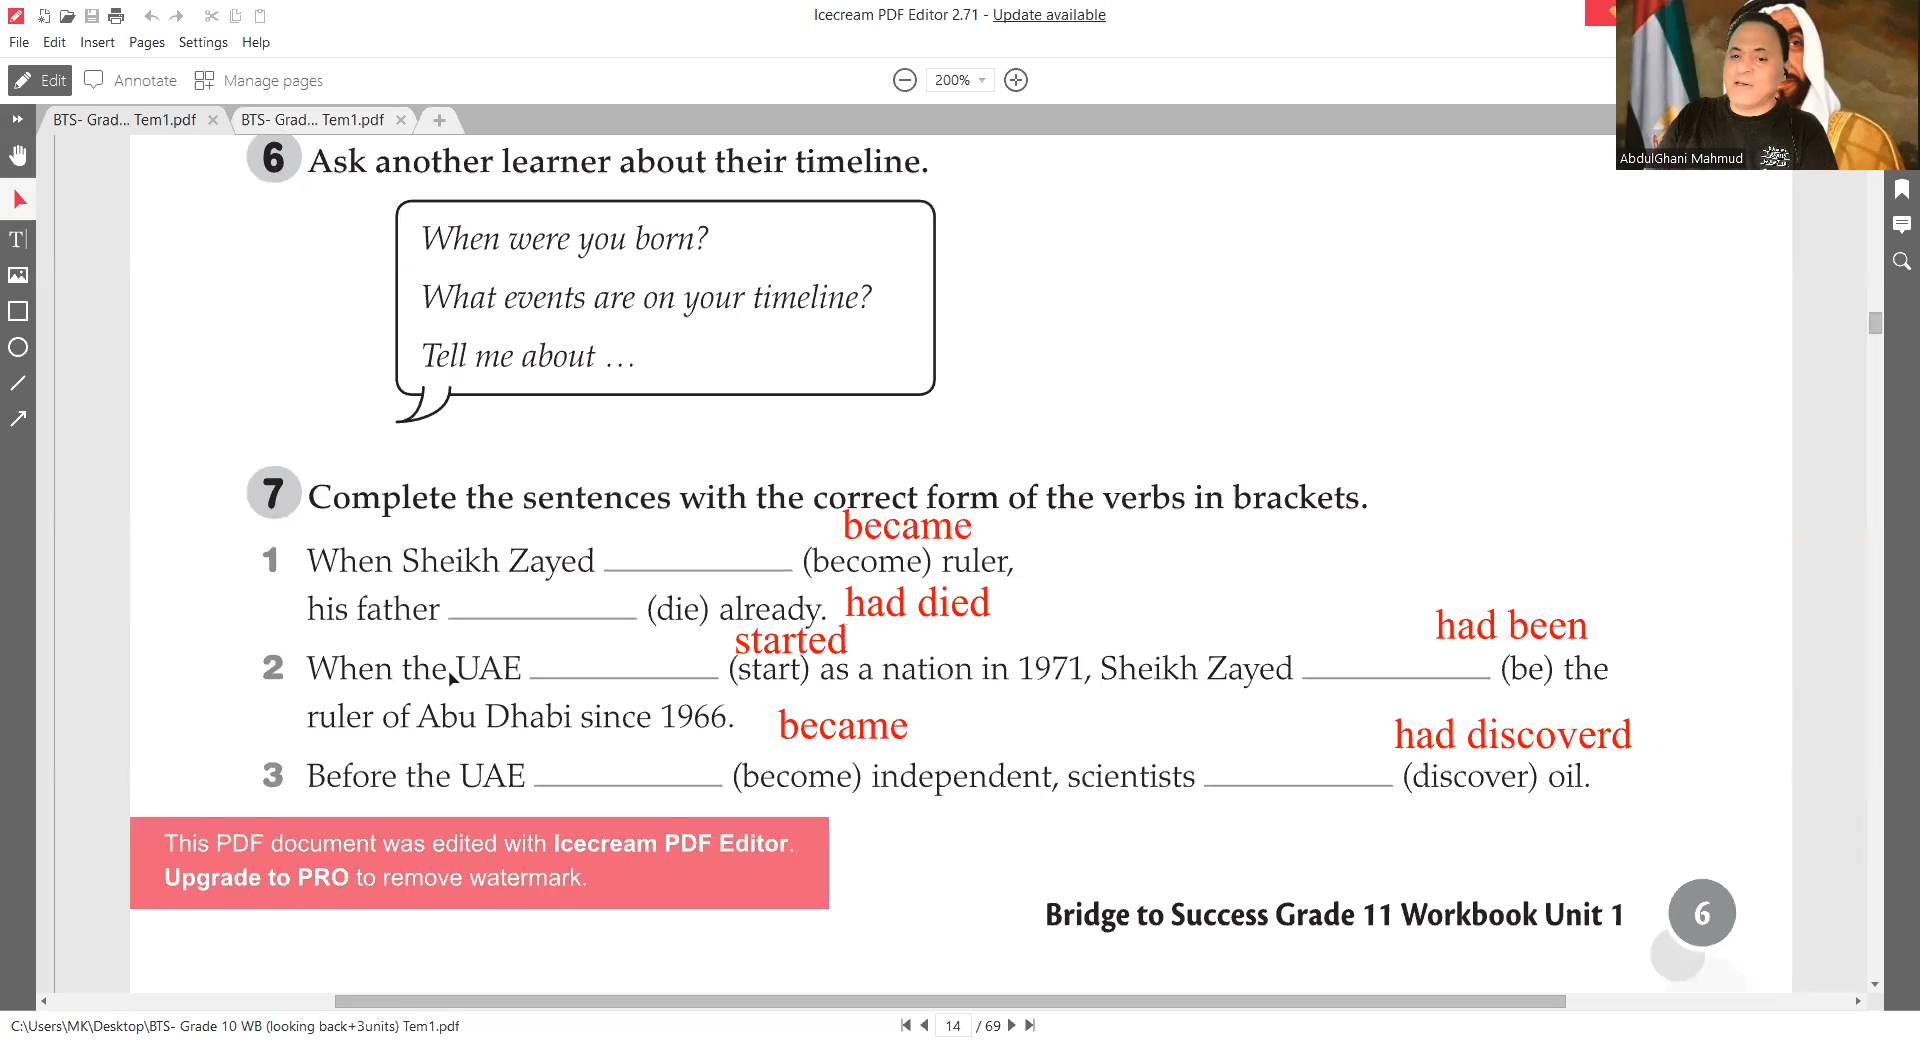 Icecream PDF Editor 2.71 - Update available
File Edit Insert Pages Settings Help
Edit Annotate Manage pages
200%
BTS- Grad... Tem1.pdf
BTS- Grad... Tem1.pdf
AbdulGhani Mahmud
6 Ask another learner about their timeline.
When were you born?
What events are on your timeline?
Tell me about ...
7 Complete the sentences with the correct form of the verbs in brackets.
became
1 When Sheikh Zayed ____________ (become) ruler,
his father ____________ (die) already. had died
started
had been
2 When the UAE ____________ (start) as a nation in 1971, Sheikh Zayed ____________ (be) the
ruler of Abu Dhabi since 1966.
became
had discoverd
3 Before the UAE ____________ (become) independent, scientists ____________ (discover) oil.
This PDF document was edited with Icecream PDF Editor.
Upgrade to PRO to remove watermark.
Bridge to Success Grade 11 Workbook Unit 1 6
C:\Users\MK\Desktop\BTS- Grade 10 WB (looking back+3units) Tem1.pdf
14 / 69